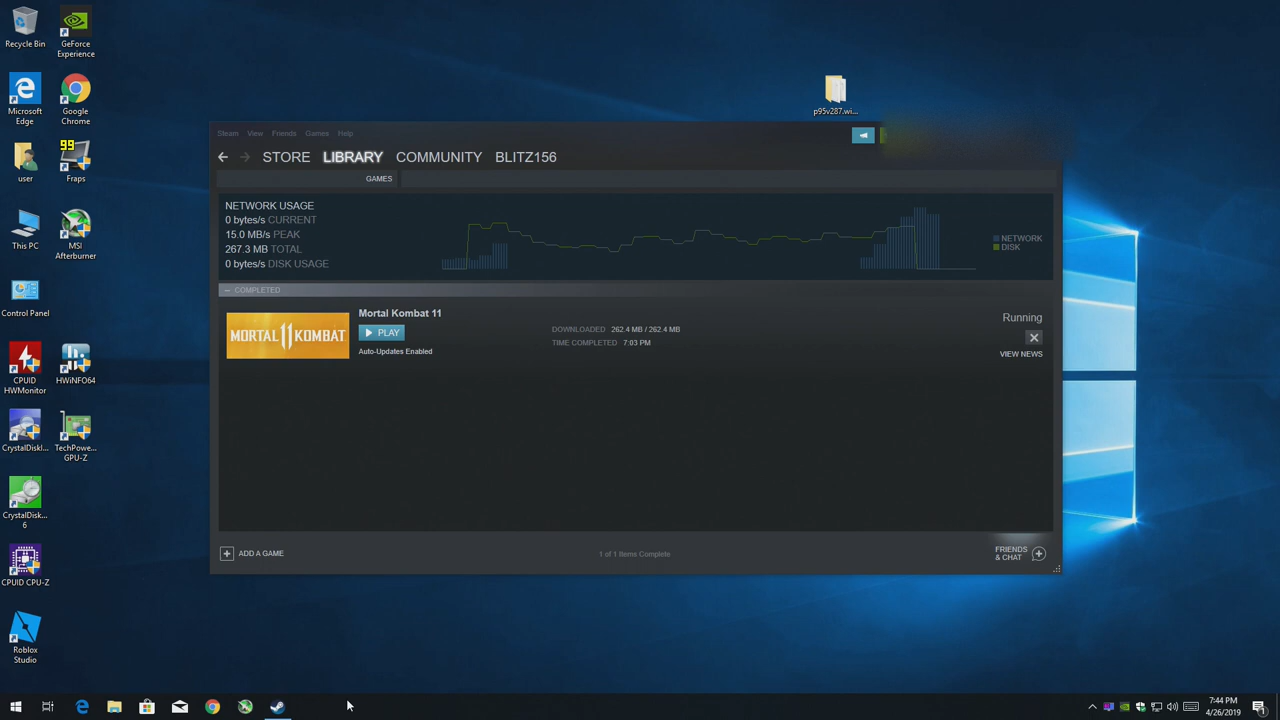 Recycle Bin
GeForce
Experience
Microsoft
Edge
Google
Chrome
user
99
Fraps
This PC
MSI
Afterburner
Control Panel
CPUID
HWMonitor
HWiNFO64
CrystalDiskI...
TechPowe...
GPU-Z
CrystalDisk...
6
CPUID CPU-Z
Roblox
Studio
p95v287.wi...
Steam View Friends Games Help
STORE LIBRARY COMMUNITY BLITZ156
GAMES
NETWORK USAGE
0 bytes/s CURRENT
15.0 MB/s PEAK
267.3 MB TOTAL
0 bytes/s DISK USAGE
NETWORK
DISK
COMPLETED
MORTAL 11 KOMBAT
Mortal Kombat 11
PLAY
Auto-Updates Enabled
DOWNLOADED 262.4 MB / 262.4 MB
TIME COMPLETED 7:03 PM
Running
VIEW NEWS
ADD A GAME
1 of 1 Items Complete
FRIENDS
& CHAT
7:44 PM
4/26/2019
1